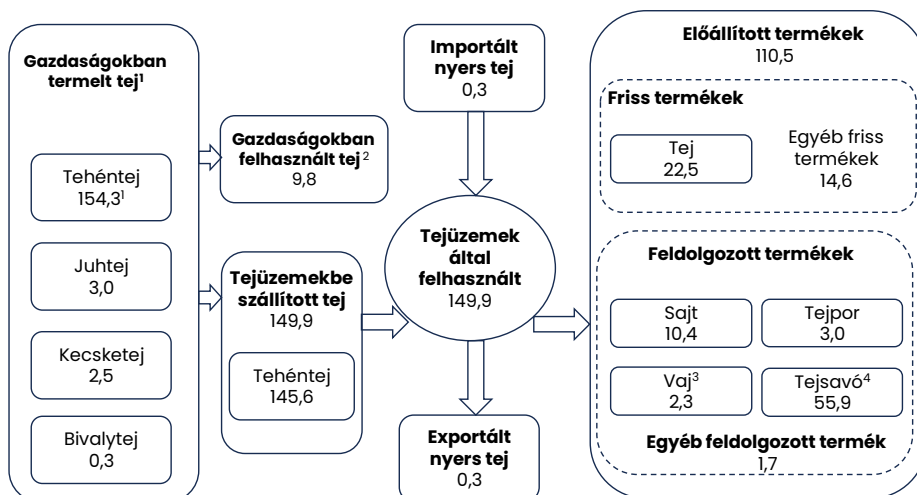 Gazdaságokban
termelt tej¹
Tehéntej
154,3¹
Juhtej
3,0
Kecsketej
2,5
Bivalytej
0,3
Gazdaságokban
felhasznált tej ²
9,8
Tejüzemekbe
szállított tej
149,9
Tehéntej
145,6
Importált
nyers tej
0,3
Tejüzemek
által
felhasznált
149,9
Exportált
nyers tej
0,3
Előállított termékek
110,5
Friss termékek
Tej
22,5
Egyéb friss
termékek
14,6
Feldolgozott termékek
Sajt
10,4
Tejpor
3,0
Vaj³
2,3
Tejsavó⁴
55,9
Egyéb feldolgozott termék
1,7